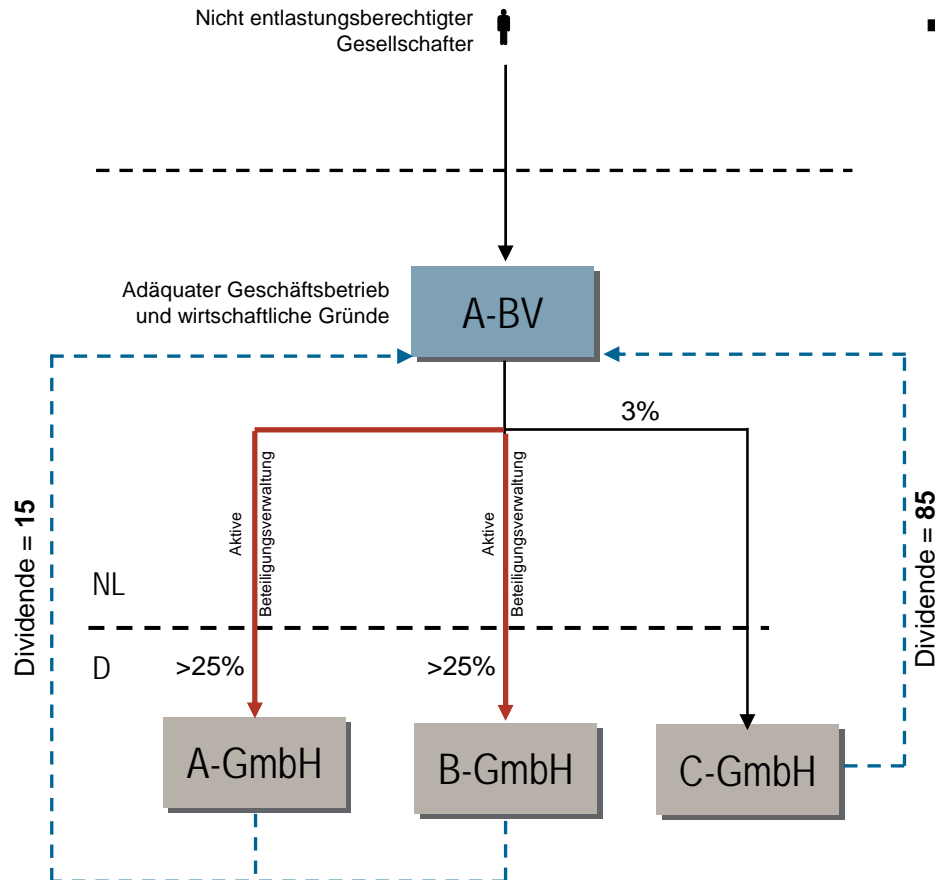 Nicht entlastungsberechtigter
Gesellschafter
Adäquater Geschäftsbetrieb
und wirtschaftliche Gründe
A-BV
3%
Aktive
Beteiligungsverwaltung
Aktive
Beteiligungsverwaltung
Dividende = 15
Dividende = 85
NL
D
>25%
>25%
A-GmbH
B-GmbH
C-GmbH